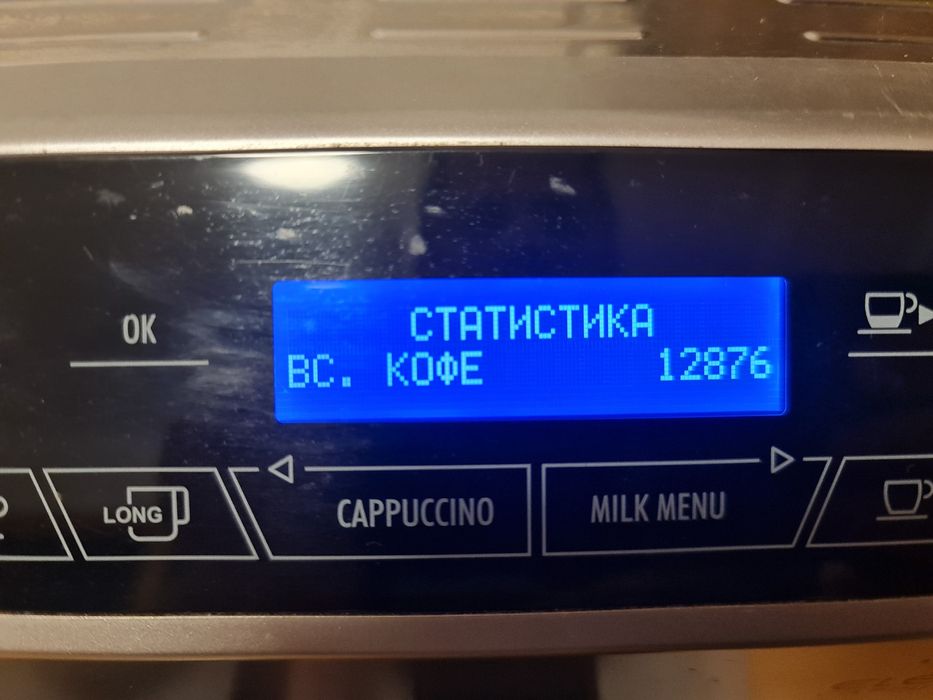 СТАТИСТИКА
OK
ВС. КОФЕ 12876
LONG
CAPPUCCINO
MILK MENU